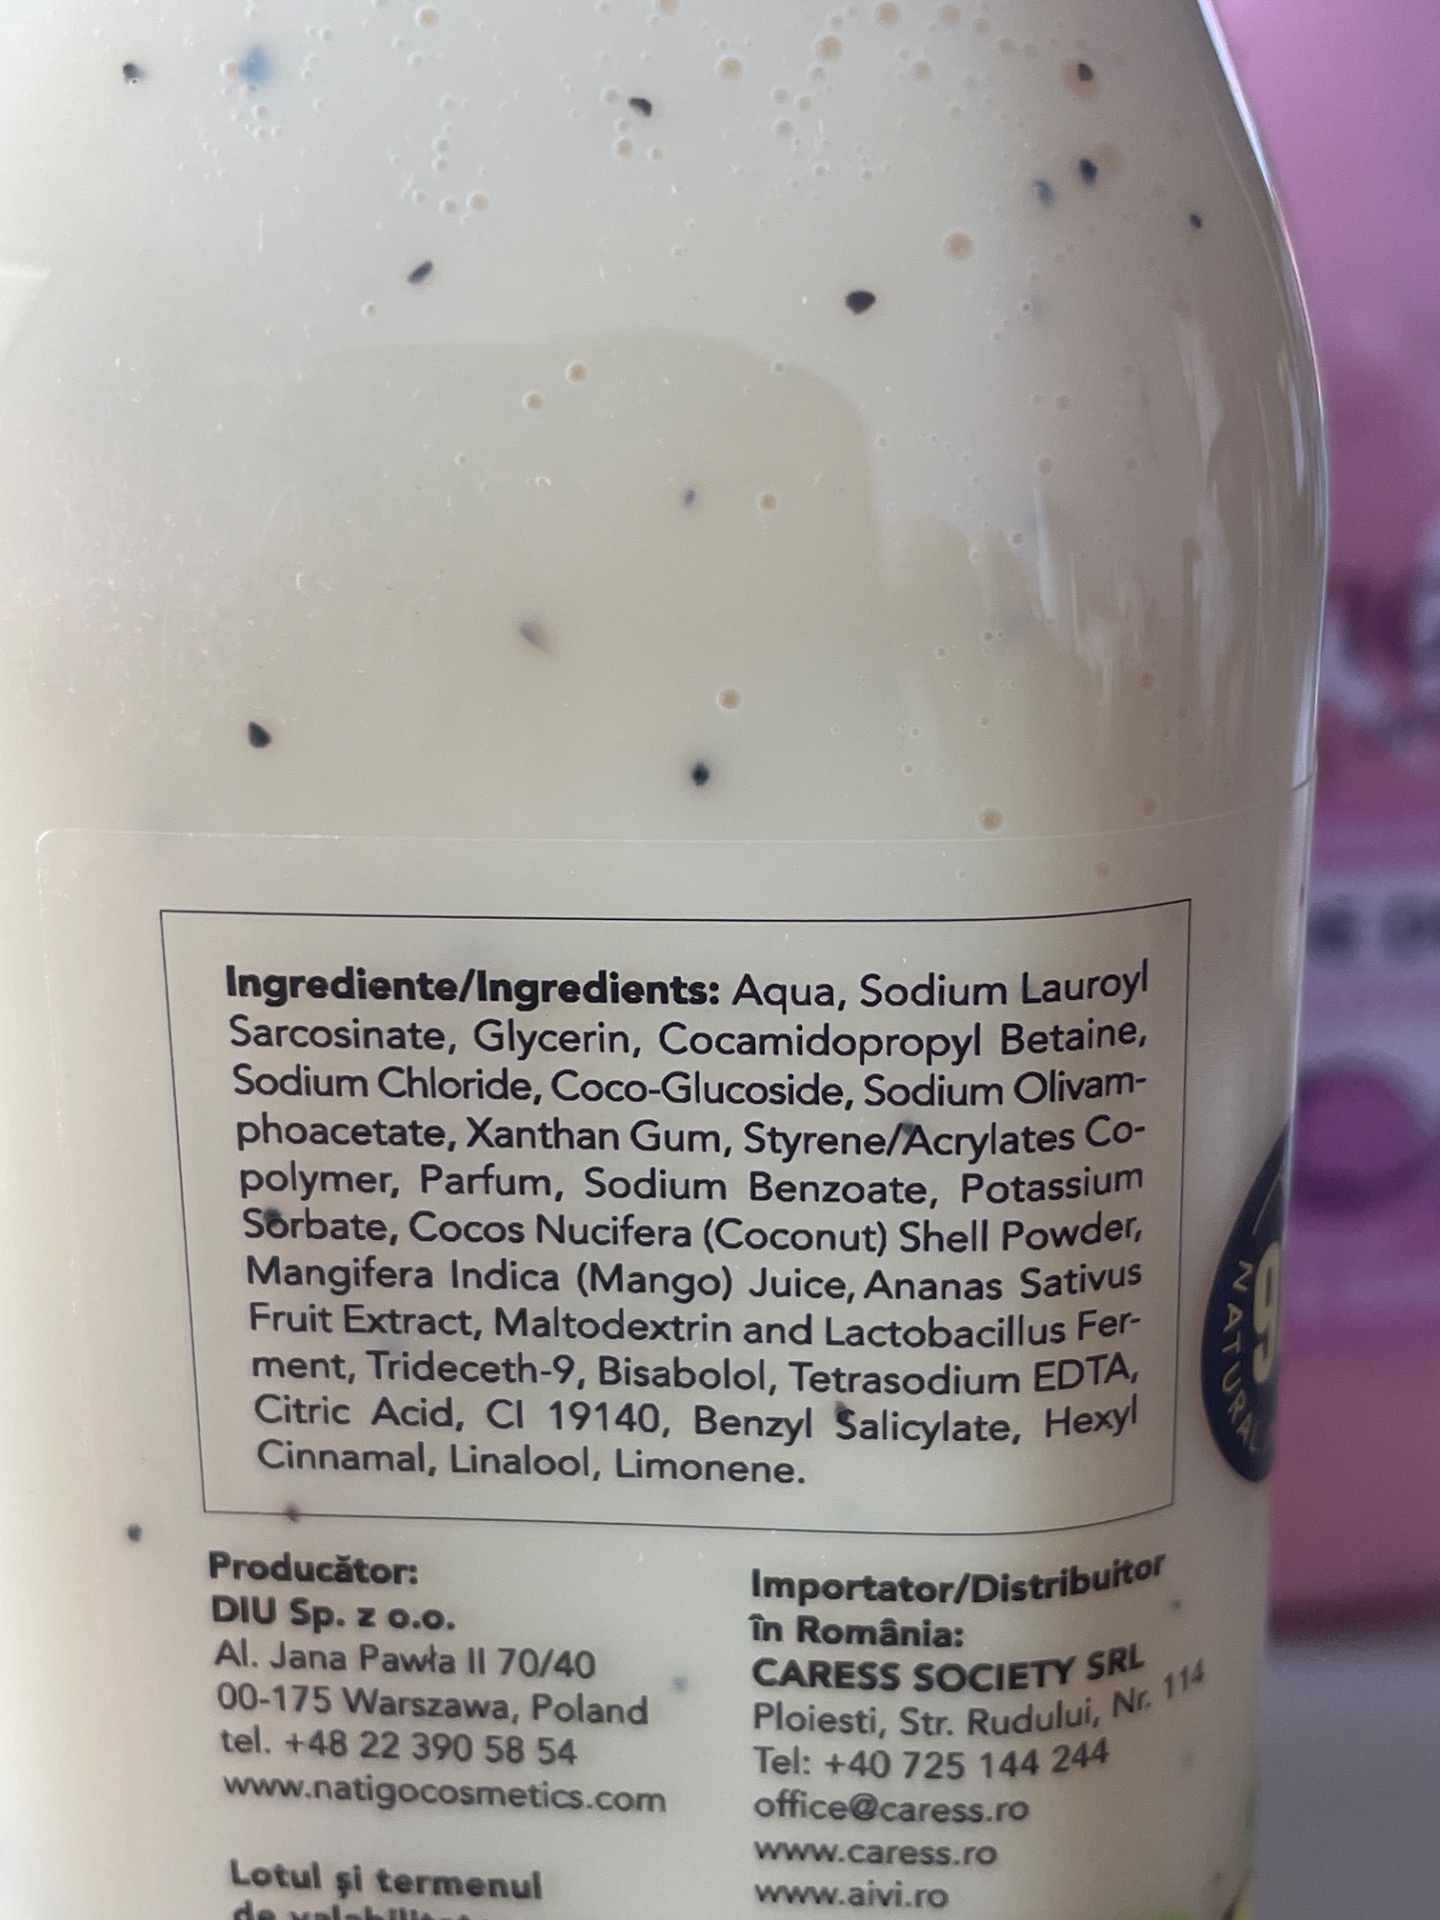 Ingrediente/Ingredients: Aqua, Sodium Lauroyl
Sarcosinate, Glycerin, Cocamidopropyl Betaine,
Sodium Chloride, Coco-Glucoside, Sodium Olivam-
phoacetate, Xanthan Gum, Styrene/Acrylates Co-
polymer, Parfum, Sodium Benzoate, Potassium
Sorbate, Cocos Nucifera (Coconut) Shell Powder,
Mangifera Indica (Mango) Juice, Ananas Sativus
Fruit Extract, Maltodextrin and Lactobacillus Fer-
ment, Trideceth-9, Bisabolol, Tetrasodium EDTA,
Citric Acid, CI 19140, Benzyl Salicylate, Hexyl
Cinnamal, Linalool, Limonene.
NATURAL
Producător:
DIU Sp. z o.o.
Al. Jana Pawła II 70/40
00-175 Warszawa, Poland
tel. +48 22 390 58 54
www.natigocosmetics.com
Lotul și termenul
de
Importator/Distribuitor
în România:
CARESS SOCIETY SRL
Ploiesti, Str. Rudului, Nr. 114
Tel: +40 725 144 244
office@caress.ro
www.caress.ro
www.aivi.ro